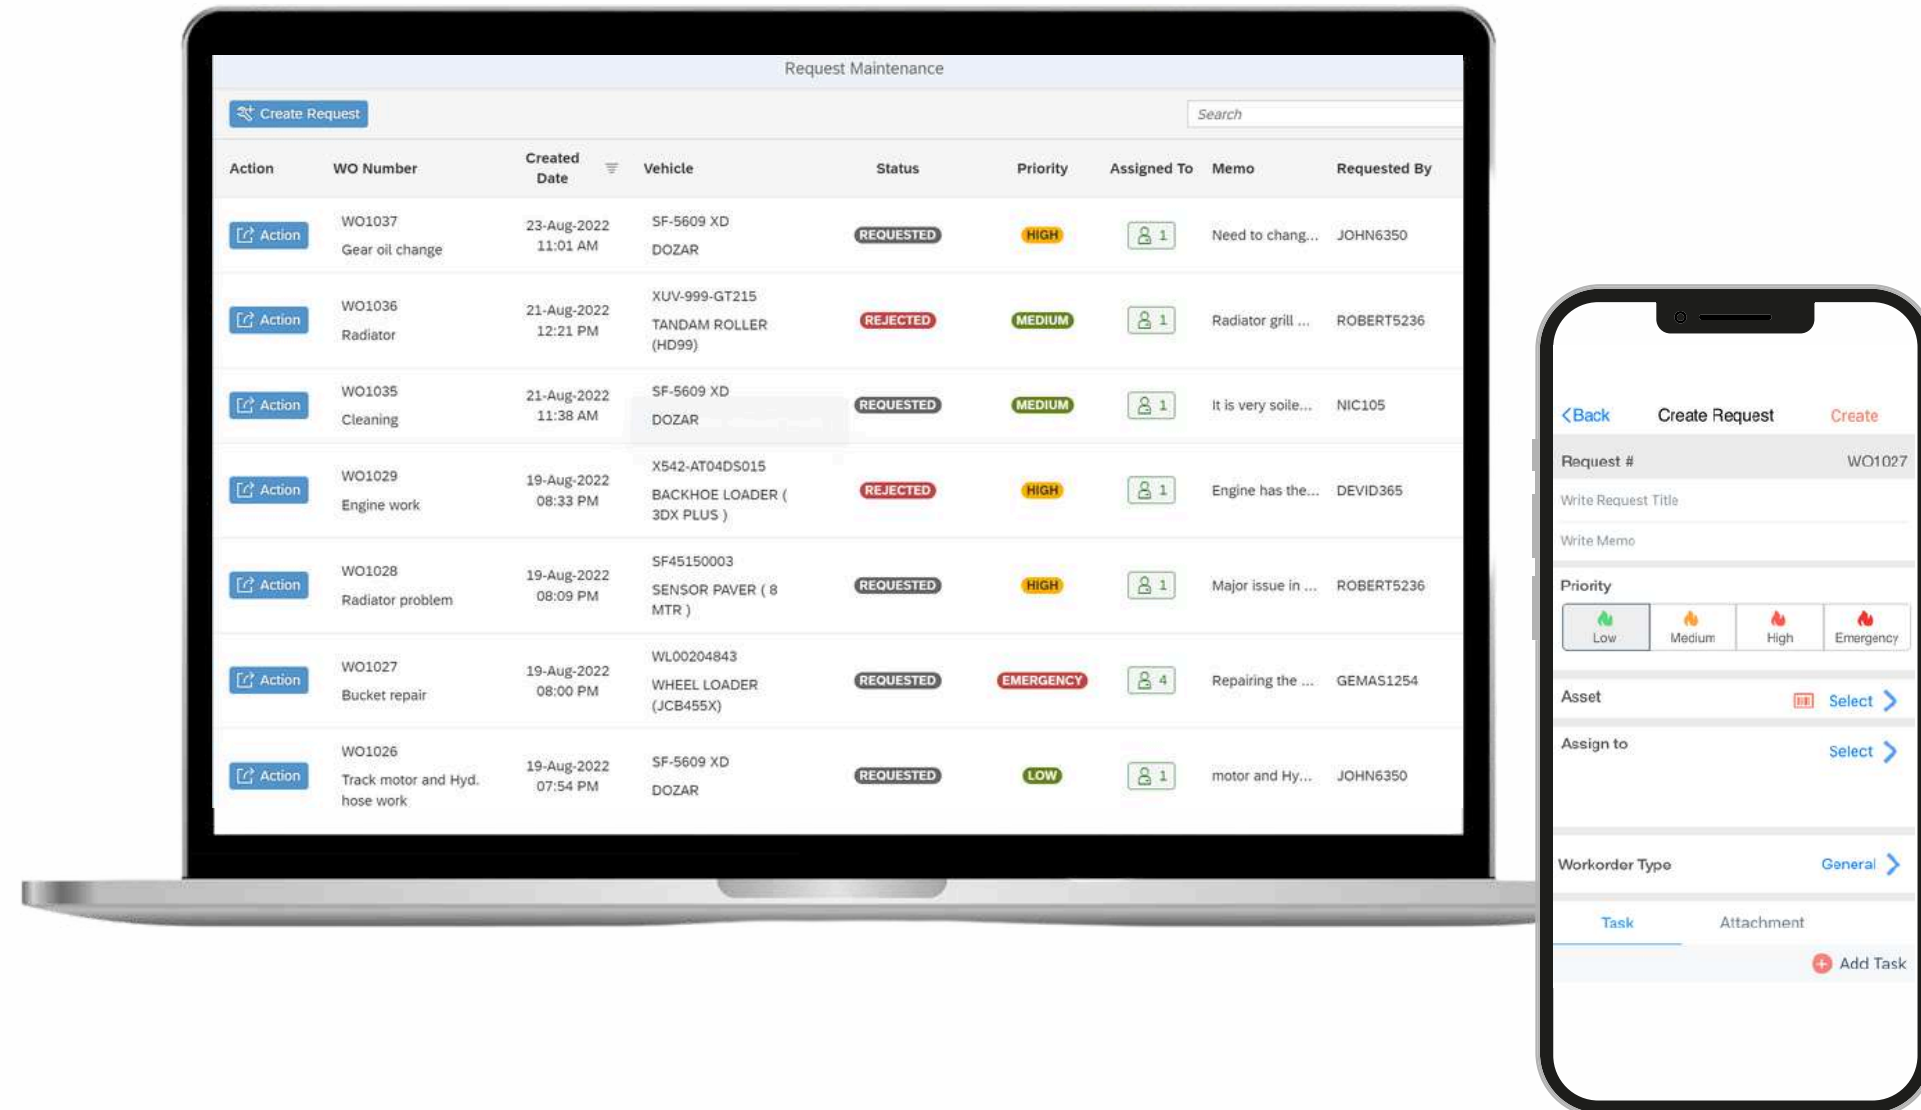 Request Maintenance
Create Request
Search
Action WO Number Created Date Vehicle Status Priority Assigned To Memo Requested By
Action WO1037 23-Aug-2022 SF-5609 XD REQUESTED HIGH 1 Need to chang... JOHN6350
Gear oil change 11:01 AM DOZAR
Action WO1036 21-Aug-2022 XUV-999-GT215 REJECTED MEDIUM 1 Radiator grill ... ROBERT5236
Radiator 12:21 PM TANDAM ROLLER
(HD99)
Action WO1035 21-Aug-2022 SF-5609 XD REQUESTED MEDIUM 1 It is very soile... NIC105
Cleaning 11:38 AM DOZAR
Action WO1029 19-Aug-2022 X542-AT04DS015 REJECTED HIGH 1 Engine has the... DEVID365
Engine work 08:33 PM BACKHOE LOADER (
3DX PLUS )
Action WO1028 19-Aug-2022 SF45150003 REQUESTED HIGH 1 Major issue in ... ROBERT5236
Radiator problem 08:09 PM SENSOR PAVER ( 8
MTR )
Action WO1027 19-Aug-2022 WL00204843 REQUESTED EMERGENCY 4 Repairing the ... GEMAS1254
Bucket repair 08:00 PM WHEEL LOADER
(JCB455X)
Action WO1026 19-Aug-2022 SF-5609 XD REQUESTED LOW 1 motor and Hy... JOHN6350
Track motor and Hyd. 07:54 PM DOZAR
hose work
Back Create Request Create
Request # WO1027
Write Request Title
Write Memo
Priority
Low Medium High Emergency
Asset Select
Assign to Select
Workorder Type General
Task Attachment
Add Task